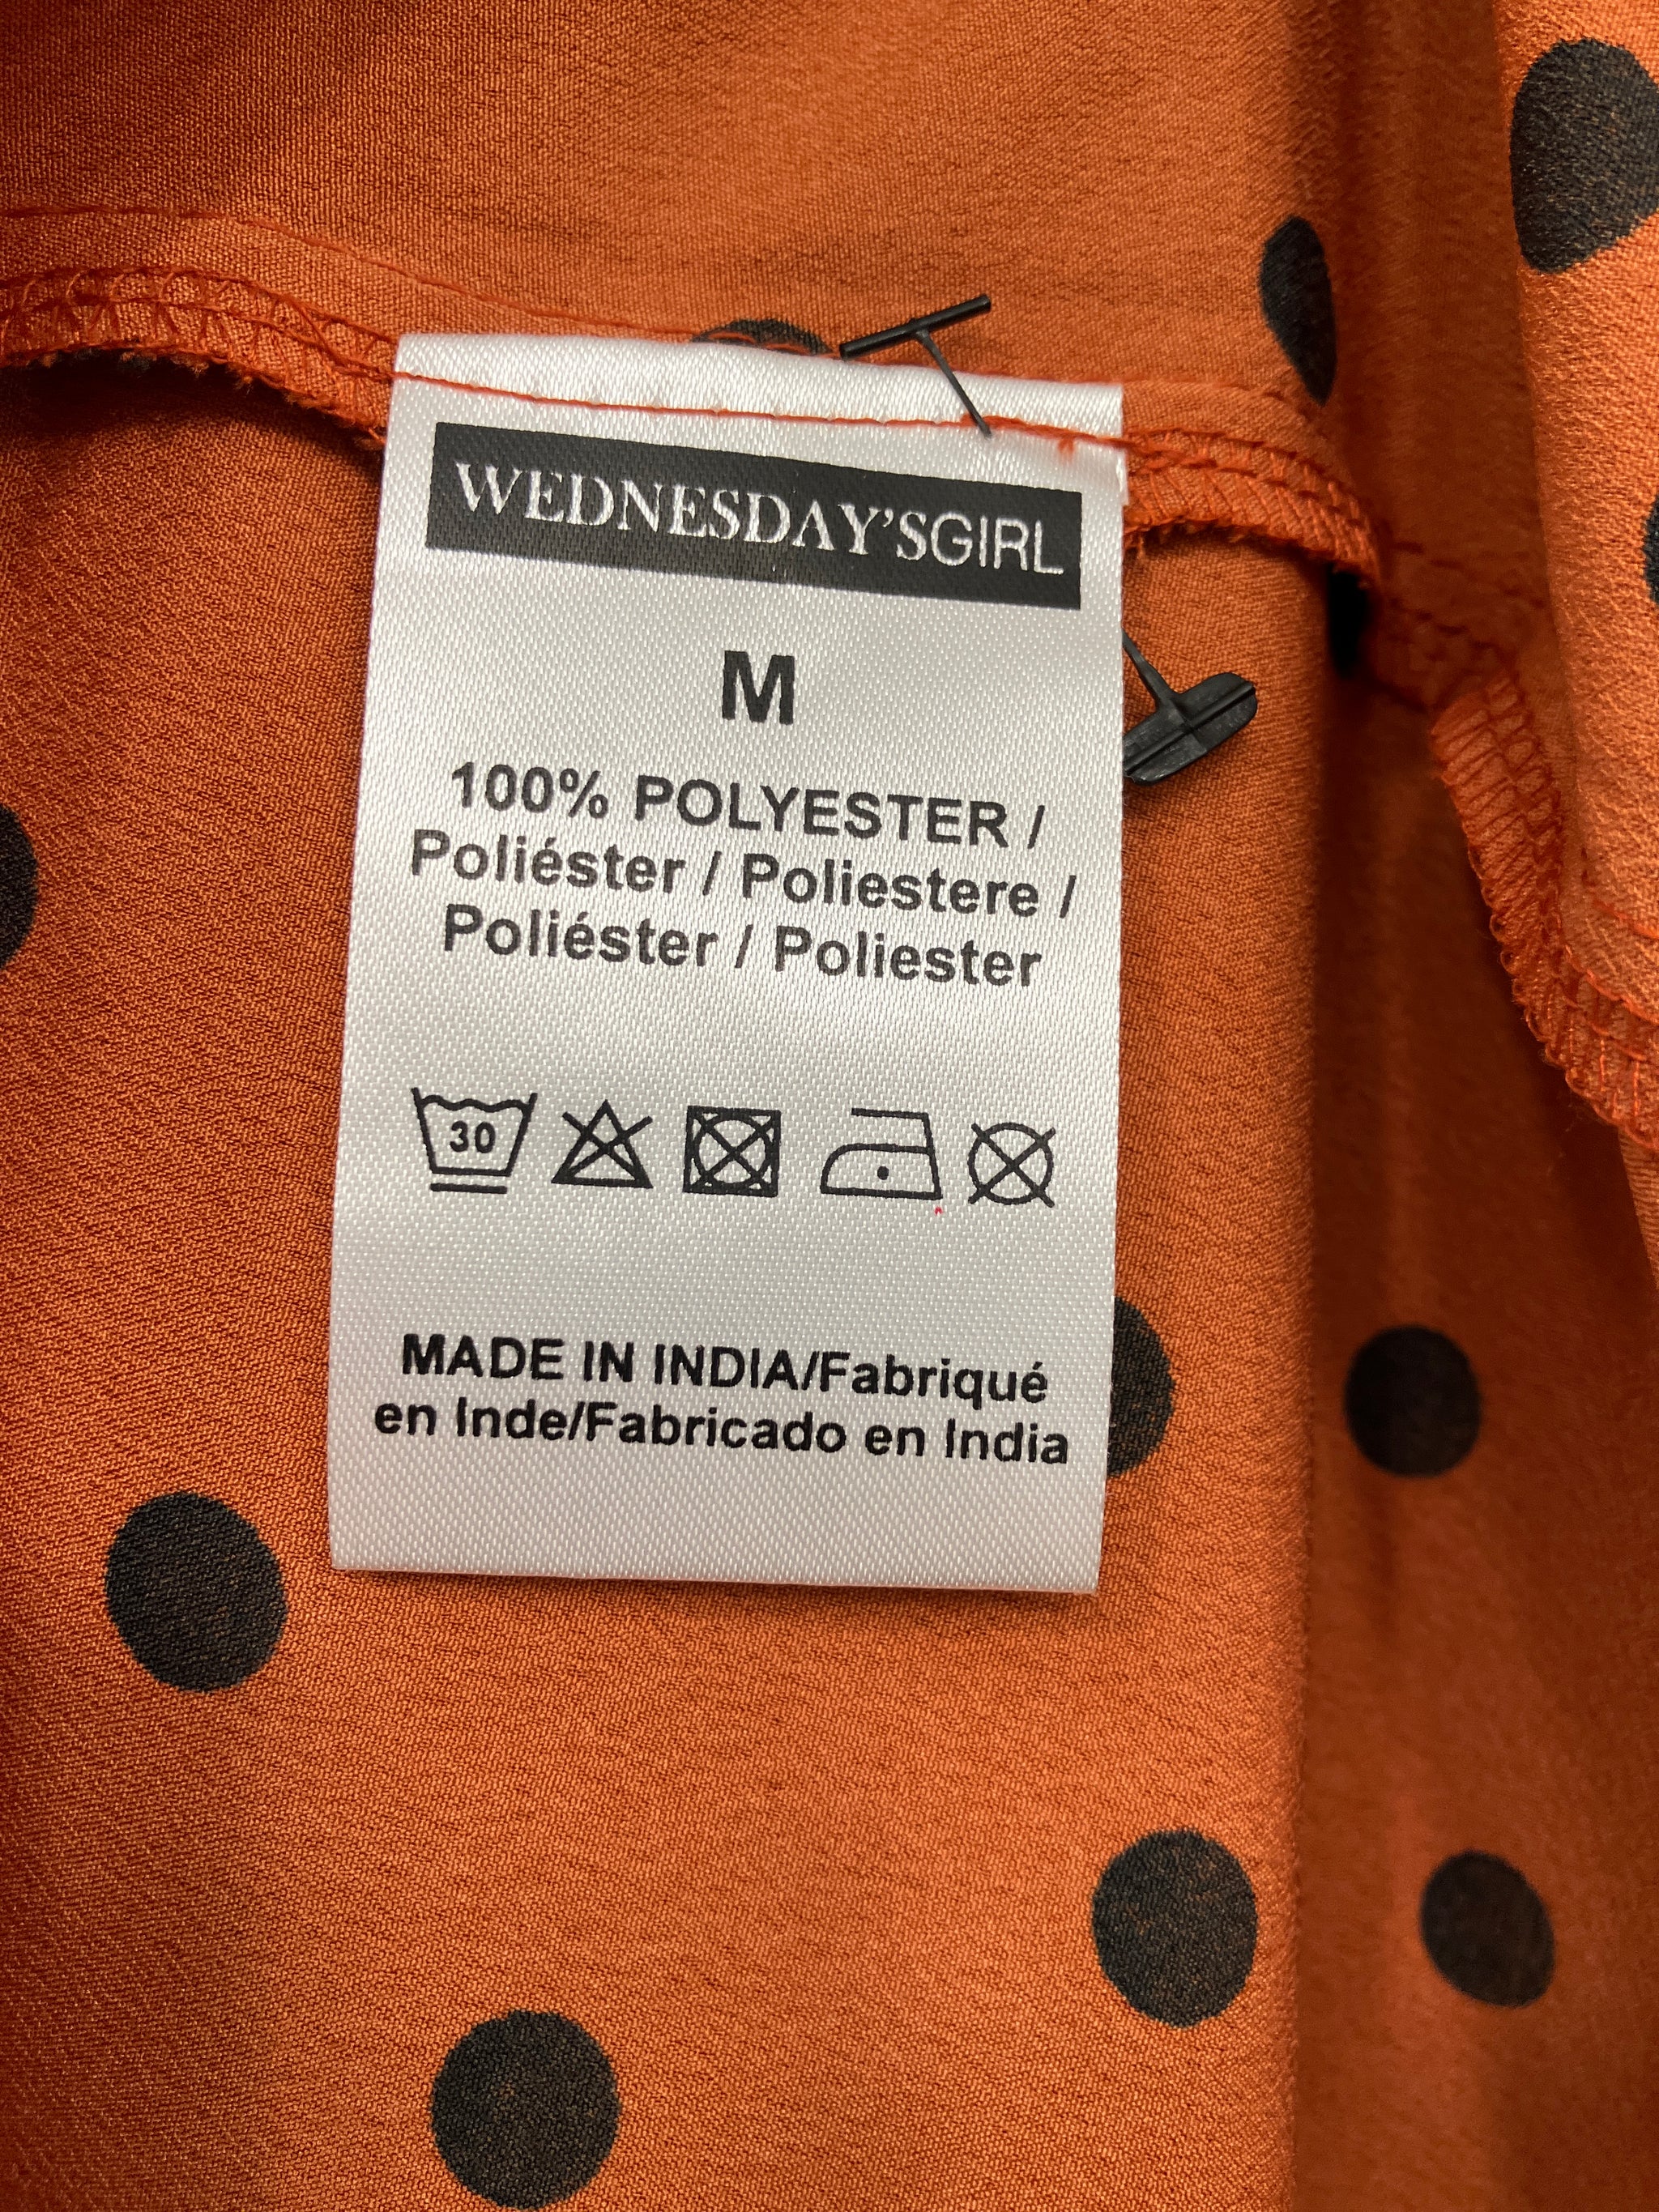 WEDNESDAY'SGIRL
M
100% POLYESTER /
Poliéster / Poliestere /
Poliéster / Poliester
30
MADE IN INDIA/Fabriqué
en Inde/Fabricado en India